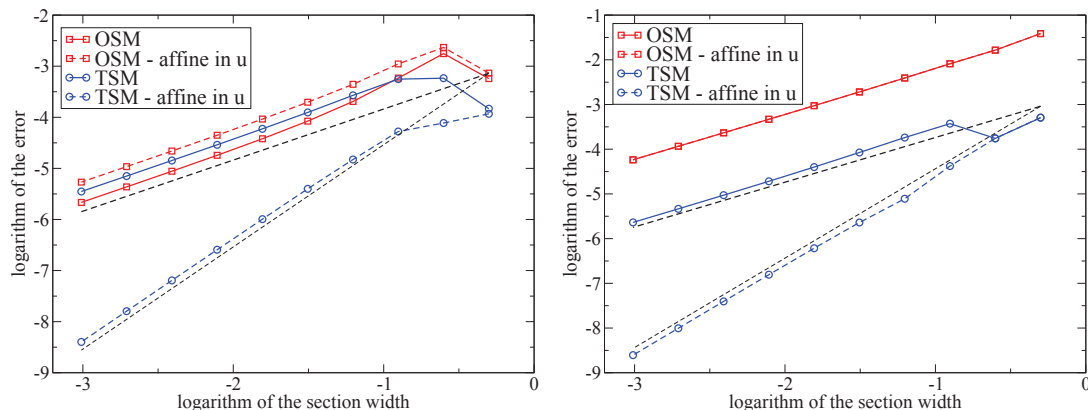 -2
-3
-4
-5
-6
-7
-8
-9
logarithm of the error
OSM
OSM - affine in u
TSM
TSM - affine in u
-3
-2
-1
0
logarithm of the section width
-1
-2
-3
-4
-5
-6
-7
-8
-9
logarithm of the error
OSM
OSM - affine in u
TSM
TSM - affine in u
-3
-2
-1
0
logarithm of the section width